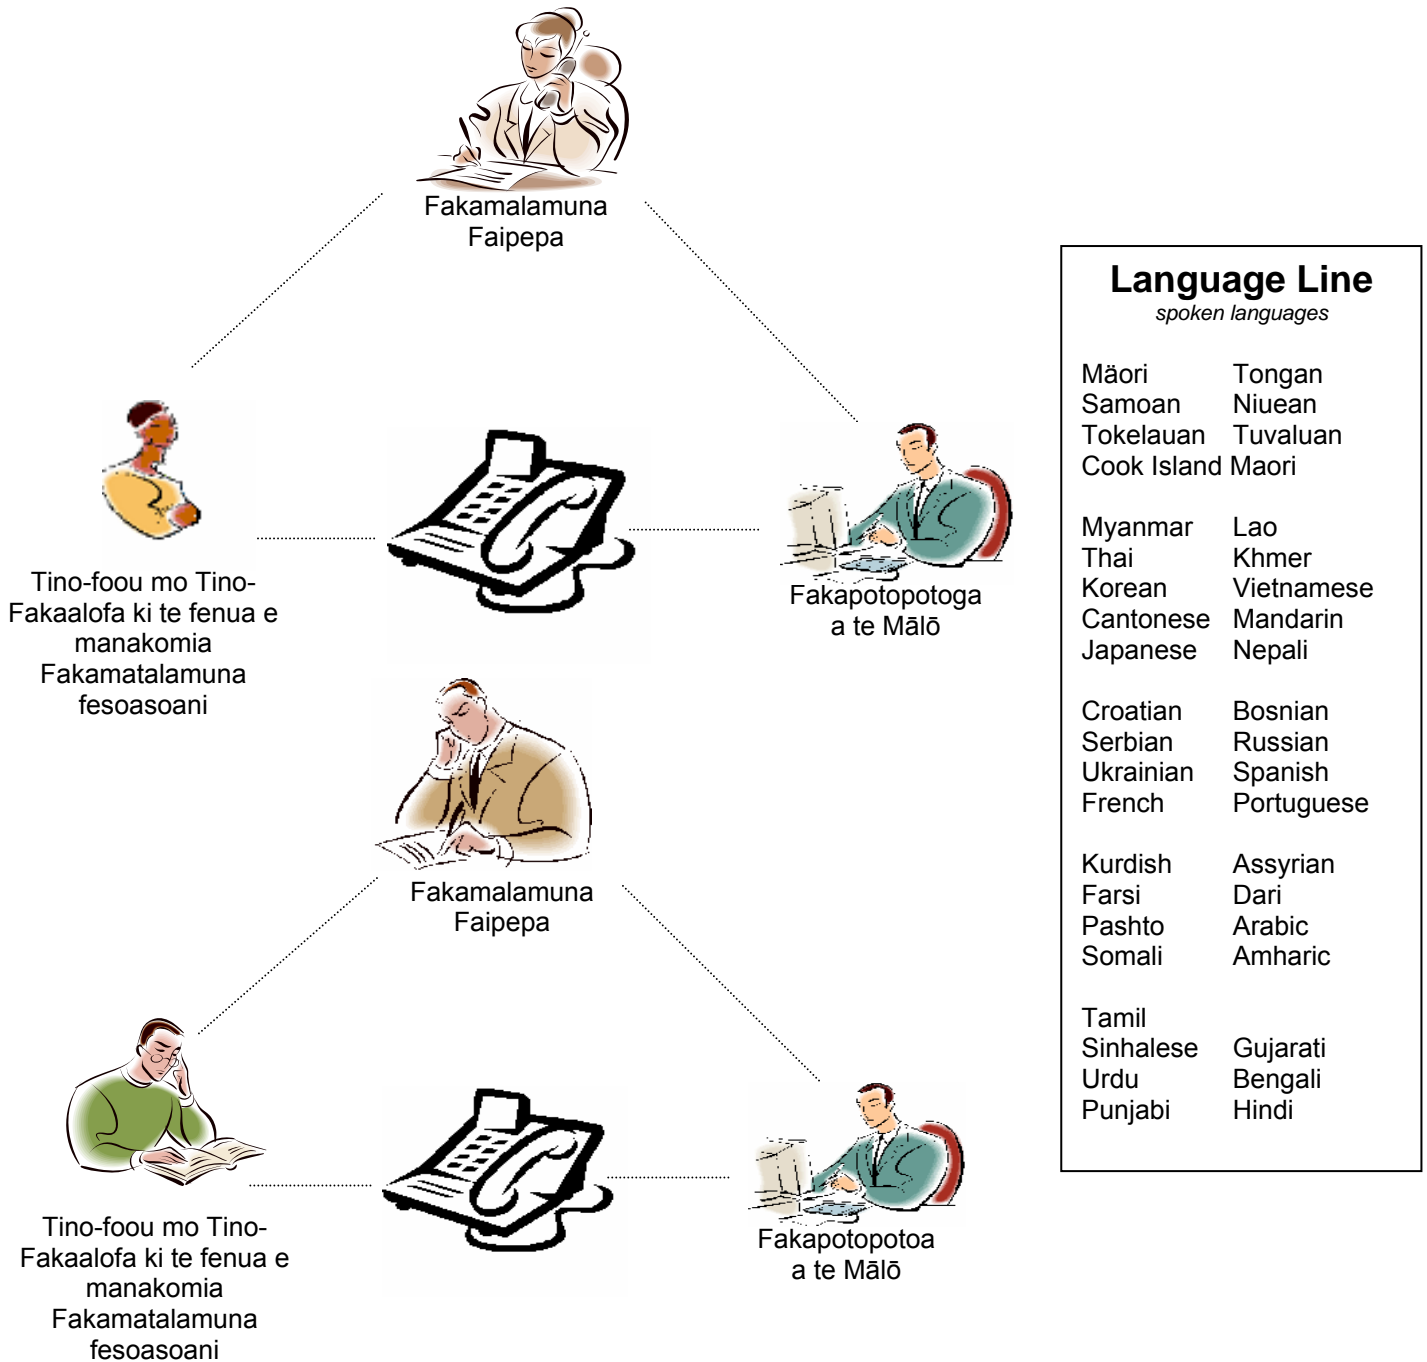 Fakamalamuna
Faipepa
Tino-foou mo Tino-
Fakaalofa ki te fenua e
manakomia
Fakamatalamuna
fesoasoani
Fakapotopotoga
a te Mālō
Fakamalamuna
Faipepa
Tino-foou mo Tino-
Fakaalofa ki te fenua e
manakomia
Fakamatalamuna
fesoasoani
Fakapotopotoa
a te Mālō
Language Line
spoken languages
Mäori Tongan
Samoan Niuean
Tokelauan Tuvaluan
Cook Island Maori
Myanmar Lao
Thai Khmer
Korean Vietnamese
Cantonese Mandarin
Japanese Nepali
Croatian Bosnian
Serbian Russian
Ukrainian Spanish
French Portuguese
Kurdish Assyrian
Farsi Dari
Pashto Arabic
Somali Amharic
Tamil
Sinhalese Gujarati
Urdu Bengali
Punjabi Hindi